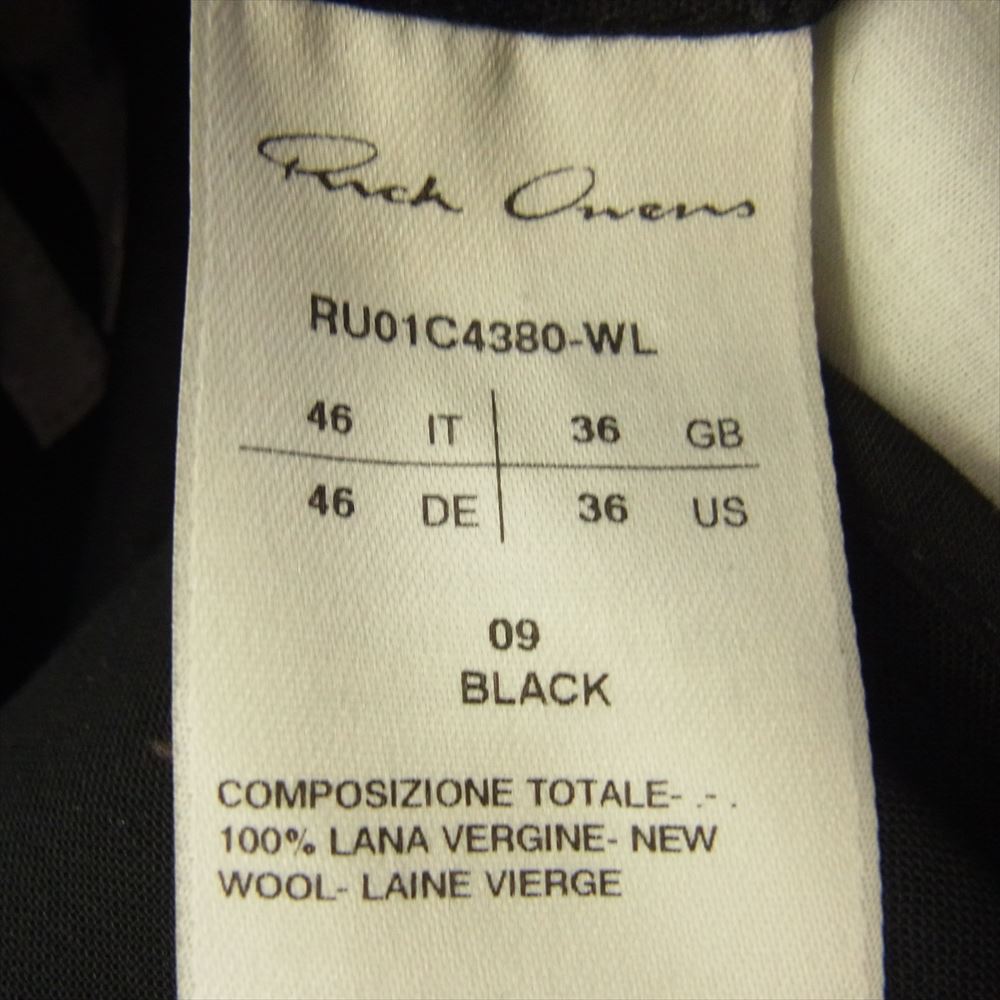 Rick Owens
RU01C4380-WL
46 IT 36 GB
46 DE 36 US
09
BLACK
COMPOSIZIONE TOTALE- .- .
100% LANA VERGINE- NEW
WOOL- LAINE VIERGE